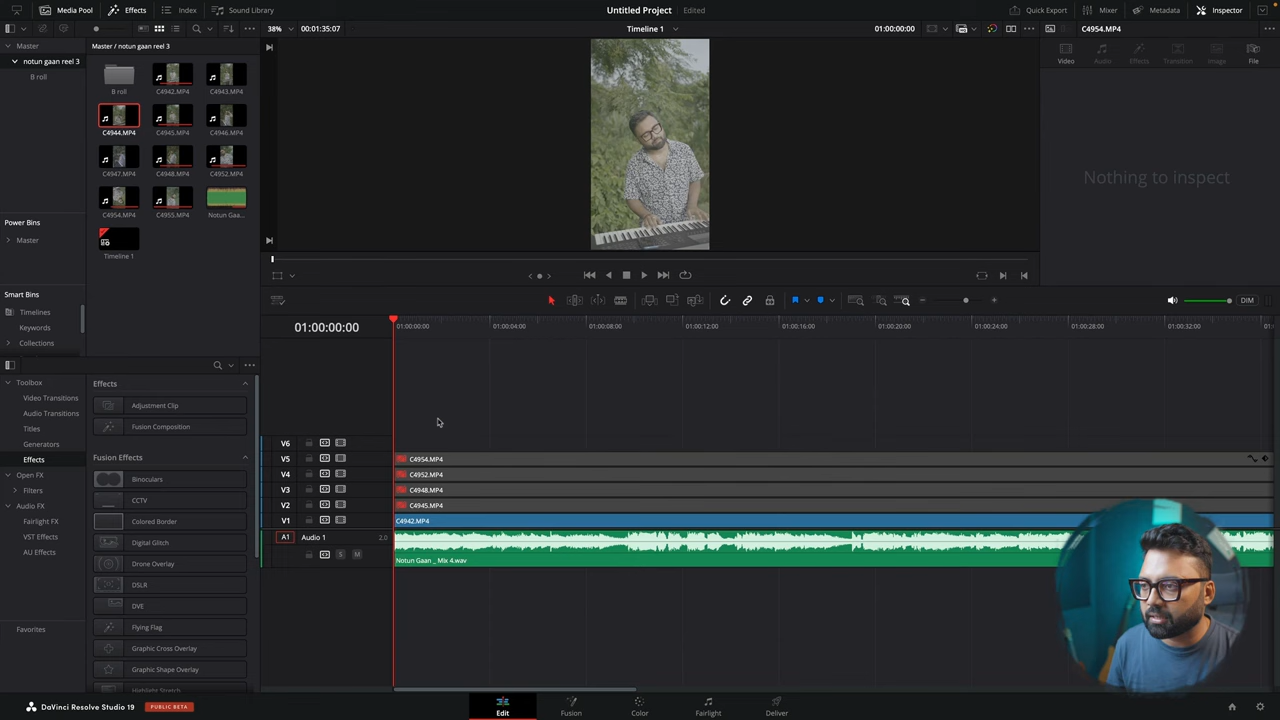 Media Pool
Effects
Index
Sound Library
Untitled Project
Edited
Quick Export
Mixer
Metadata
Inspector
38%
00:01:35:07
Timeline 1
01:00:00:00
C4954.MP4
Master
notun gaan reel 3
B roll
Master / notun gaan reel 3
B roll
C4942.MP4
C4943.MP4
C4944.MP4
C4945.MP4
C4946.MP4
C4947.MP4
C4948.MP4
C4952.MP4
C4954.MP4
C4955.MP4
Notun Gaa...
Timeline 1
Video
Audio
Effects
Transition
Image
File
Nothing to inspect
Power Bins
Master
Smart Bins
Timelines
Keywords
Collections
DIM
01:00:00:00
01:00:00:00
01:00:04:00
01:00:08:00
01:00:12:00
01:00:16:00
01:00:20:00
01:00:24:00
01:00:28:00
01:00:32:00
Toolbox
Video Transitions
Audio Transitions
Titles
Generators
Effects
Open FX
Filters
Audio FX
Fairlight FX
VST Effects
AU Effects
Favorites
Effects
Adjustment Clip
Fusion Composition
Fusion Effects
Binoculars
CCTV
Colored Border
Digital Glitch
Drone Overlay
DSLR
DVE
Flying Flag
Graphic Cross Overlay
Graphic Shape Overlay
Highlight Stretch
V6
V5
C4954.MP4
V4
C4952.MP4
V3
C4948.MP4
V2
C4945.MP4
V1
C4942.MP4
A1
Audio 1
2.0
S
M
Notun Gaan _ Mix 4.wav
DaVinci Resolve Studio 19
PUBLIC BETA
Edit
Fusion
Color
Fairlight
Deliver